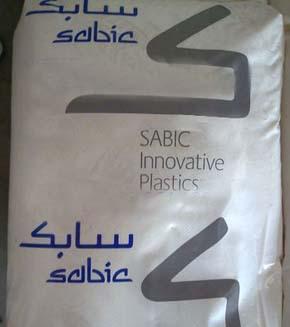 سابك
sabic
SABIC
Innovative
Plastics
سابك
sabic